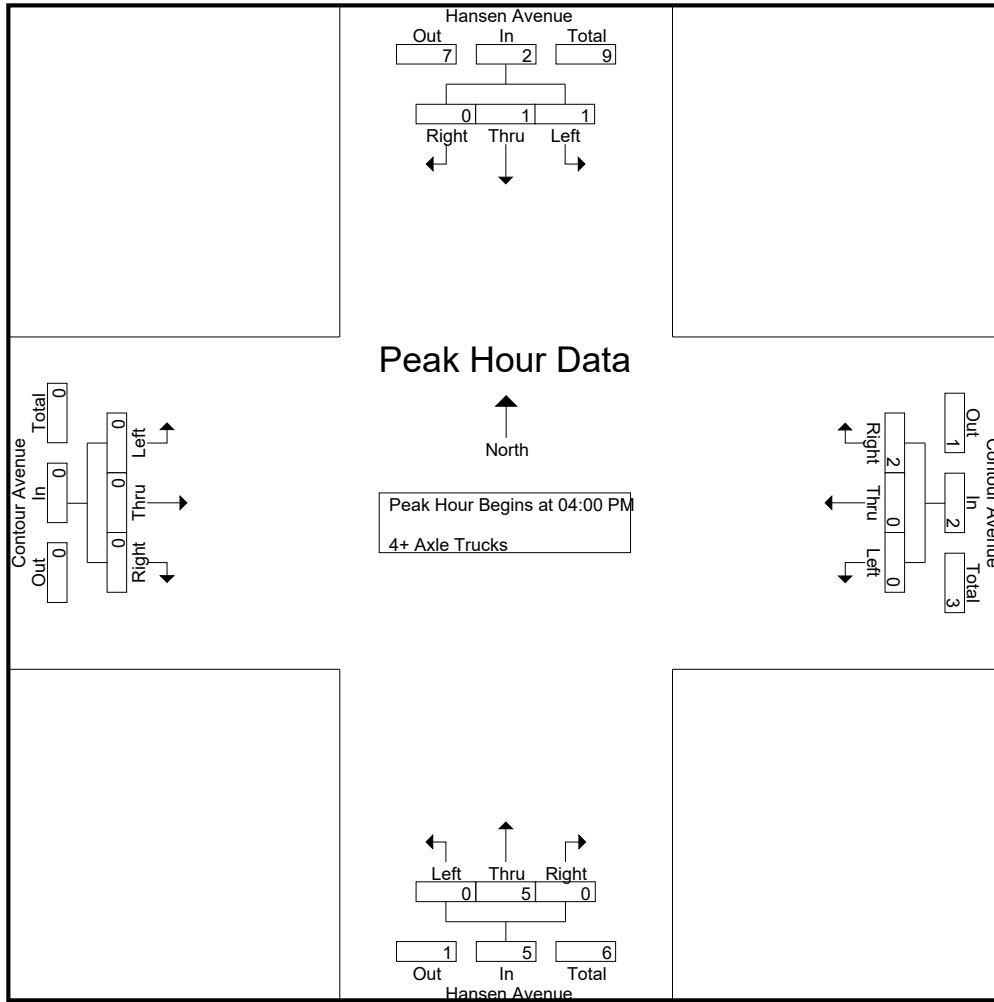 Hansen Avenue
Out In Total
7 2 9
0 1 1
Right Thru Left
Peak Hour Data
North
Peak Hour Begins at 04:00 PM
4+ Axle Trucks
Contour Avenue
Out In Total
0 0 0
0 0 0
Left Thru Right
Contour Avenue
Out In Total
1 2 3
2 0 0
Right Thru Left
Left Thru Right
0 5 0
1 5 6
Out In Total
Hansen Avenue